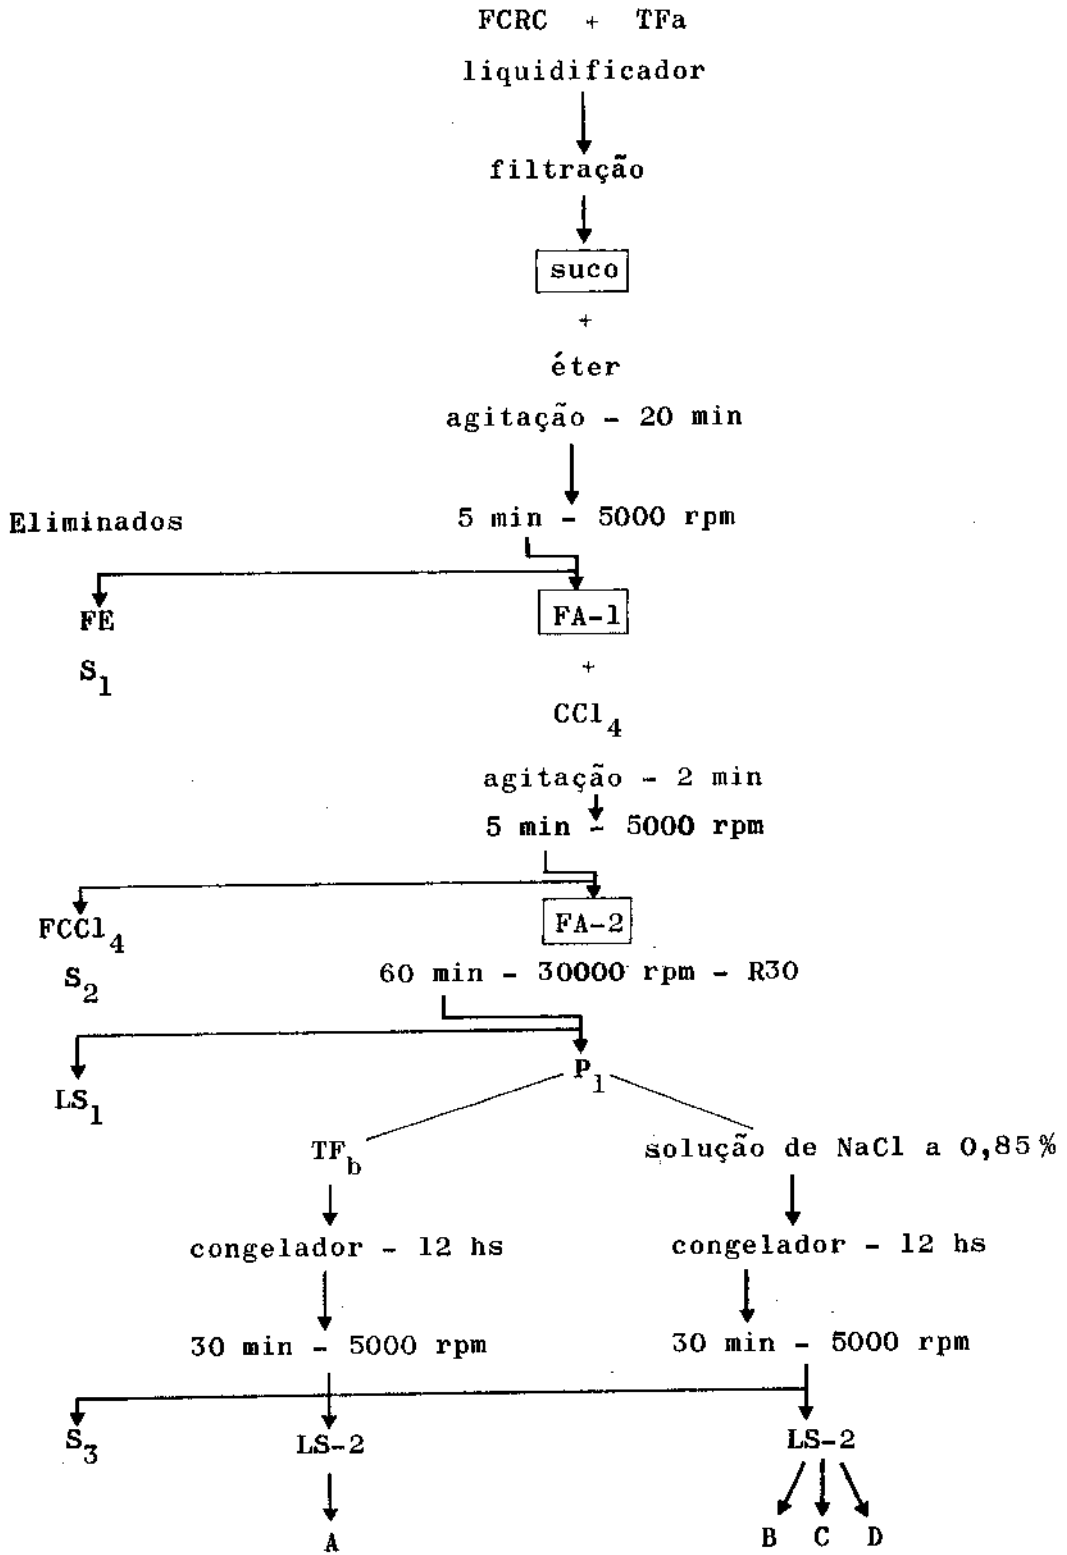 FCRC + TFa
liquidificador
filtração
suco
+
éter
agitação - 20 min
Eliminados
5 min - 5000 rpm
FE
FA-1
S1
+
CCl4
agitação - 2 min
5 min - 5000 rpm
FCCl4
FA-2
S2
60 min - 30000 rpm - R30
LS1
P1
TFb
solução de NaCl a 0,85%
congelador - 12 hs
congelador - 12 hs
30 min - 5000 rpm
30 min - 5000 rpm
S3
LS-2
LS-2
A
B C D